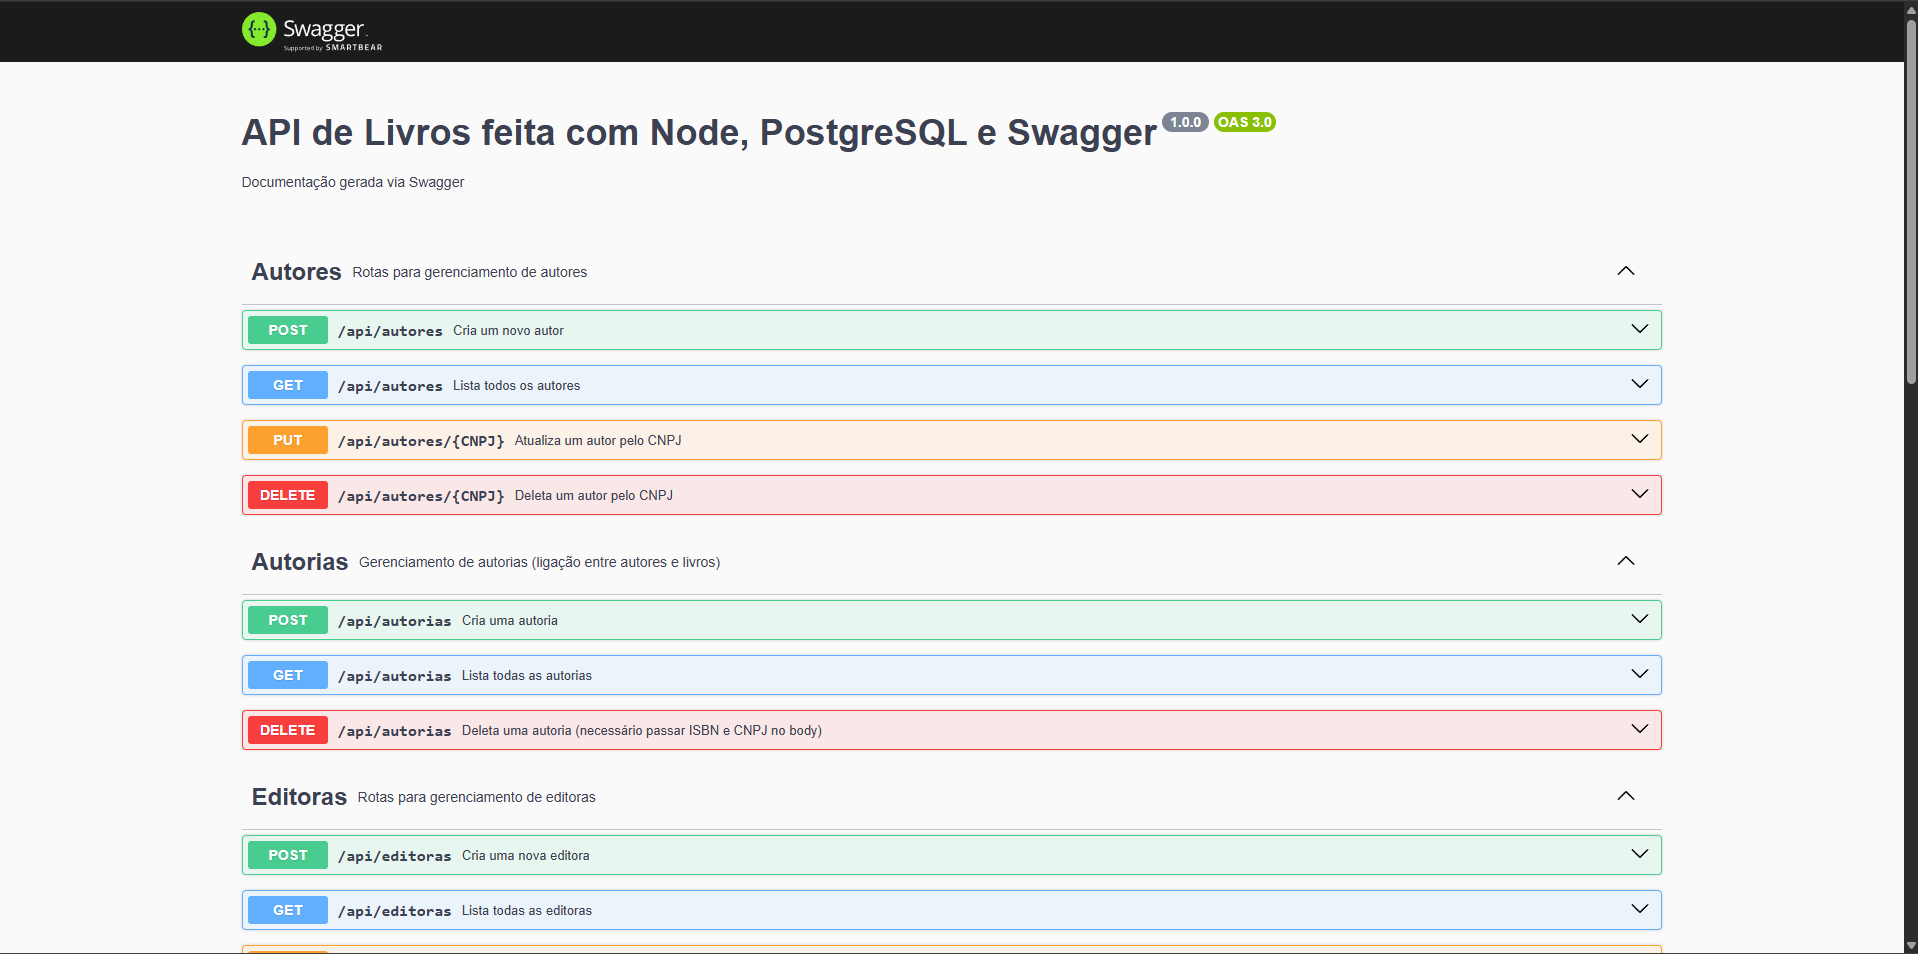 Swagger
Supported by SMARTBEAR
API de Livros feita com Node, PostgreSQL e Swagger 1.0.0 OAS 3.0
Documentação gerada via Swagger
Autores Rotas para gerenciamento de autores
POST /api/autores Cria um novo autor
GET /api/autores Lista todos os autores
PUT /api/autores/{CNPJ} Atualiza um autor pelo CNPJ
DELETE /api/autores/{CNPJ} Deleta um autor pelo CNPJ
Autorias Gerenciamento de autorias (ligação entre autores e livros)
POST /api/autorias Cria uma autoria
GET /api/autorias Lista todas as autorias
DELETE /api/autorias Deleta uma autoria (necessário passar ISBN e CNPJ no body)
Editoras Rotas para gerenciamento de editoras
POST /api/editoras Cria uma nova editora
GET /api/editoras Lista todas as editoras